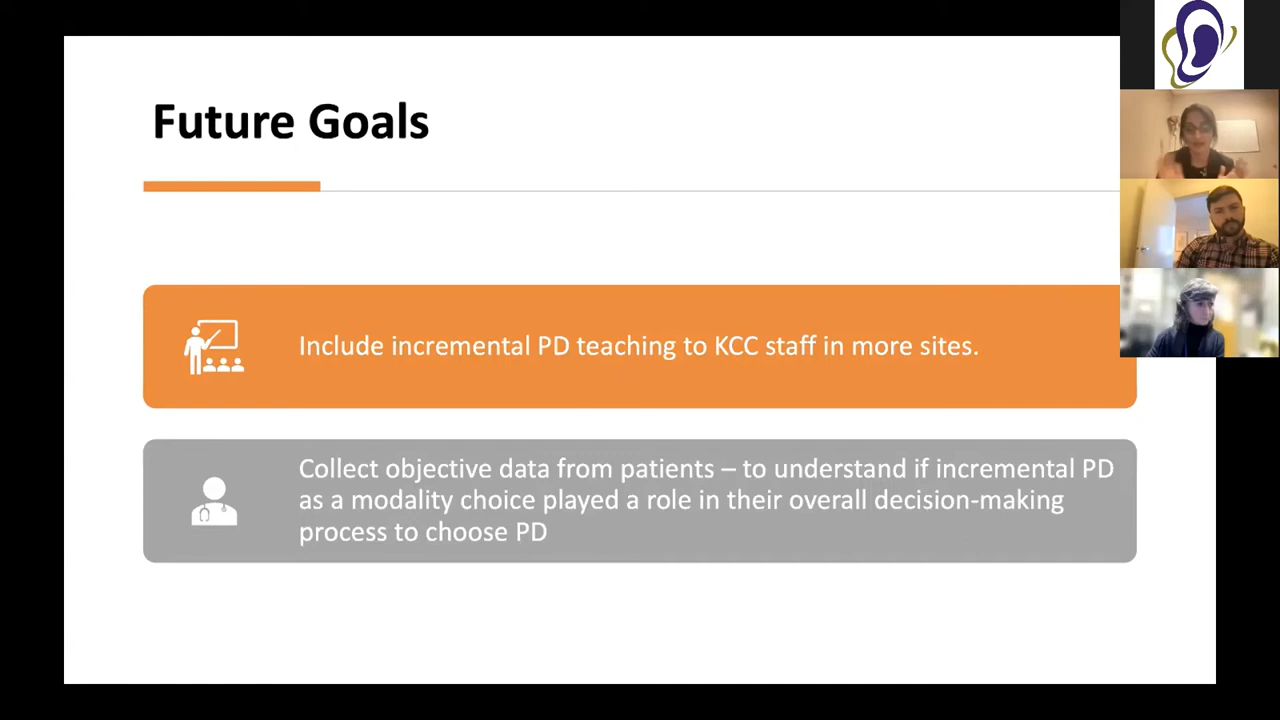 Future Goals
Include incremental PD teaching to KCC staff in more sites.
Collect objective data from patients – to understand if incremental PD
as a modality choice played a role in their overall decision-making
process to choose PD